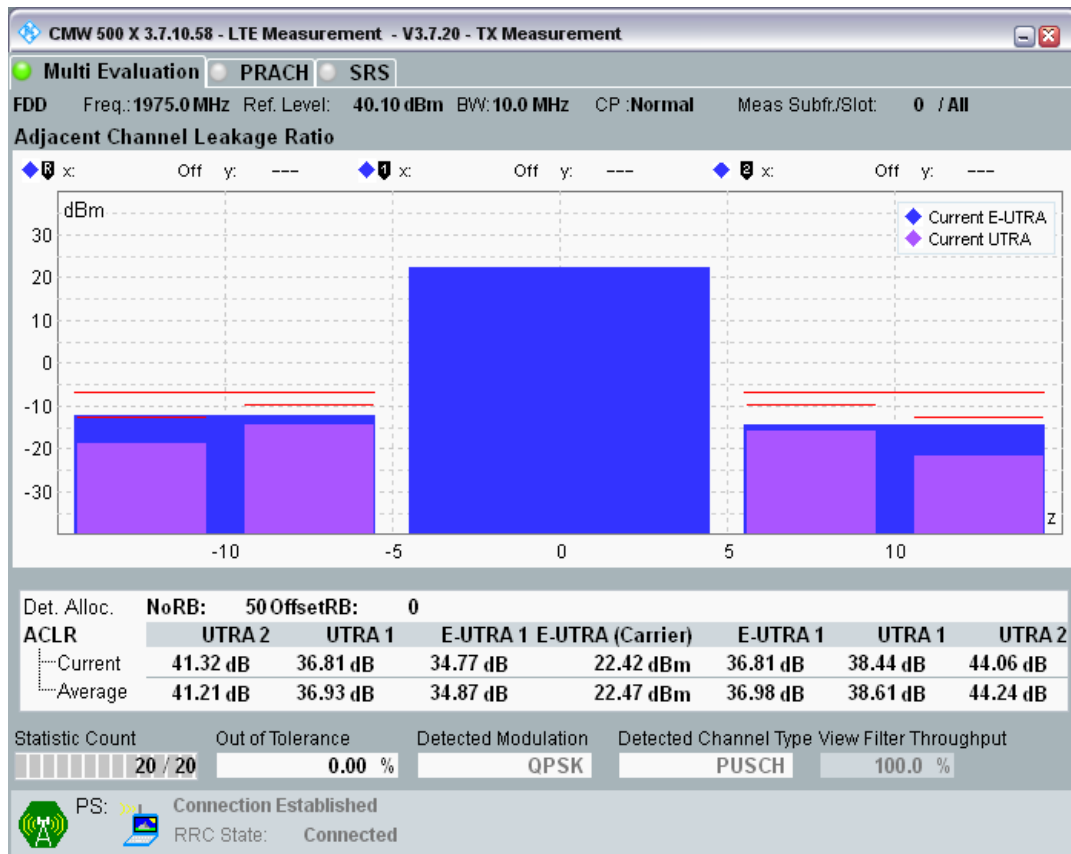 CMW 500 X 3.7.10.58 - LTE Measurement - V3.7.20 - TX Measurement
Multi Evaluation PRACH SRS
FDD Freq.: 1975.0 MHz Ref. Level: 40.10 dBm BW: 10.0 MHz CP :Normal Meas Subfr./Slot: 0 / All
Adjacent Channel Leakage Ratio
R x: Off y: --- 1 x: Off y: --- 2 x: Off y: ---
dBm
Current E-UTRA
Current UTRA
30
20
10
0
-10
-20
-30
z
-10 -5 0 5 10
Det. Alloc. NoRB: 50 OffsetRB: 0
ACLR UTRA 2 UTRA 1 E-UTRA 1 E-UTRA (Carrier) E-UTRA 1 UTRA 1 UTRA 2
Current 41.32 dB 36.81 dB 34.77 dB 22.42 dBm 36.81 dB 38.44 dB 44.06 dB
Average 41.21 dB 36.93 dB 34.87 dB 22.47 dBm 36.98 dB 38.61 dB 44.24 dB
Statistic Count Out of Tolerance Detected Modulation Detected Channel Type View Filter Throughput
20 / 20 0.00 % QPSK PUSCH 100.0 %
PS: Connection Established
RRC State: Connected